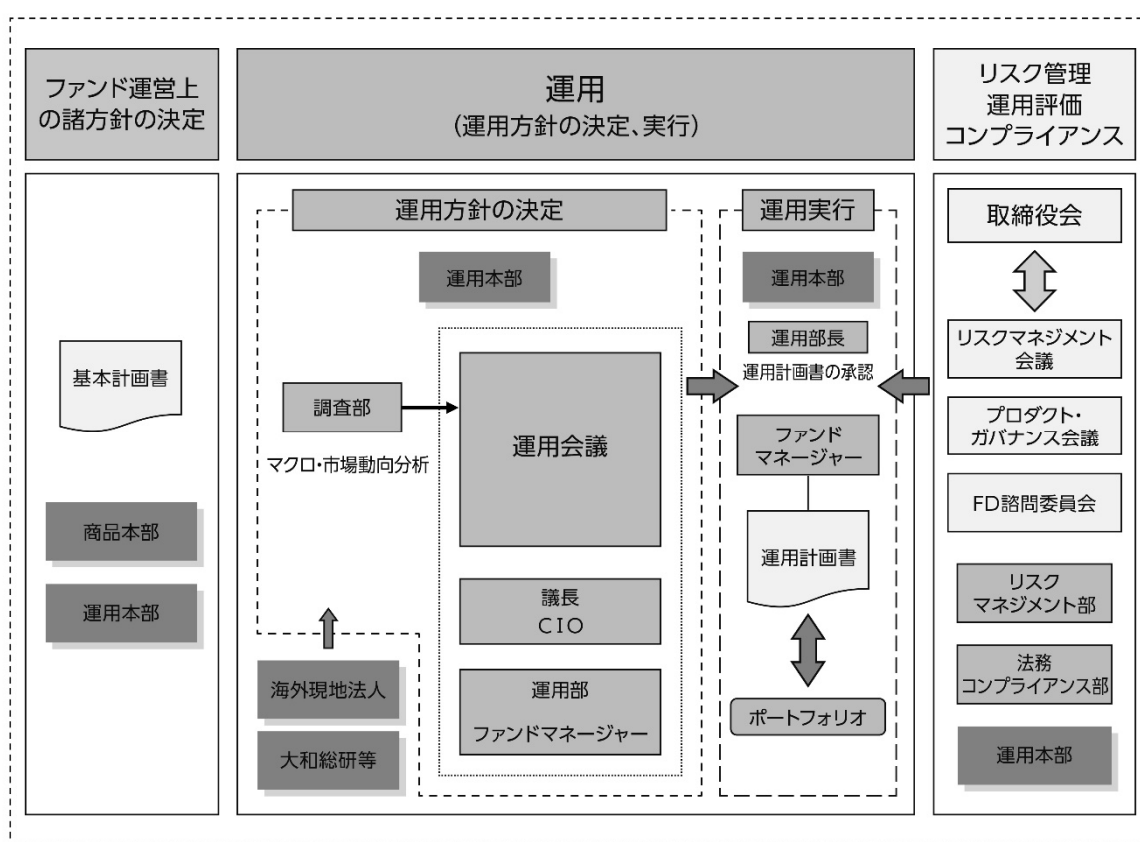 ファンド運営上
の諸方針の決定
基本計画書
商品本部
運用本部
運用
(運用方針の決定、実行)
運用方針の決定
運用本部
調査部
マクロ・市場動向分析
運用会議
議長
CIO
運用部
ファンドマネージャー
海外現地法人
大和総研等
運用実行
運用本部
運用部長
運用計画書の承認
ファンド
マネージャー
運用計画書
ポートフォリオ
リスク管理
運用評価
コンプライアンス
取締役会
リスクマネジメント
会議
プロダクト・
ガバナンス会議
FD諮問委員会
リスク
マネジメント部
法務
コンプライアンス部
運用本部